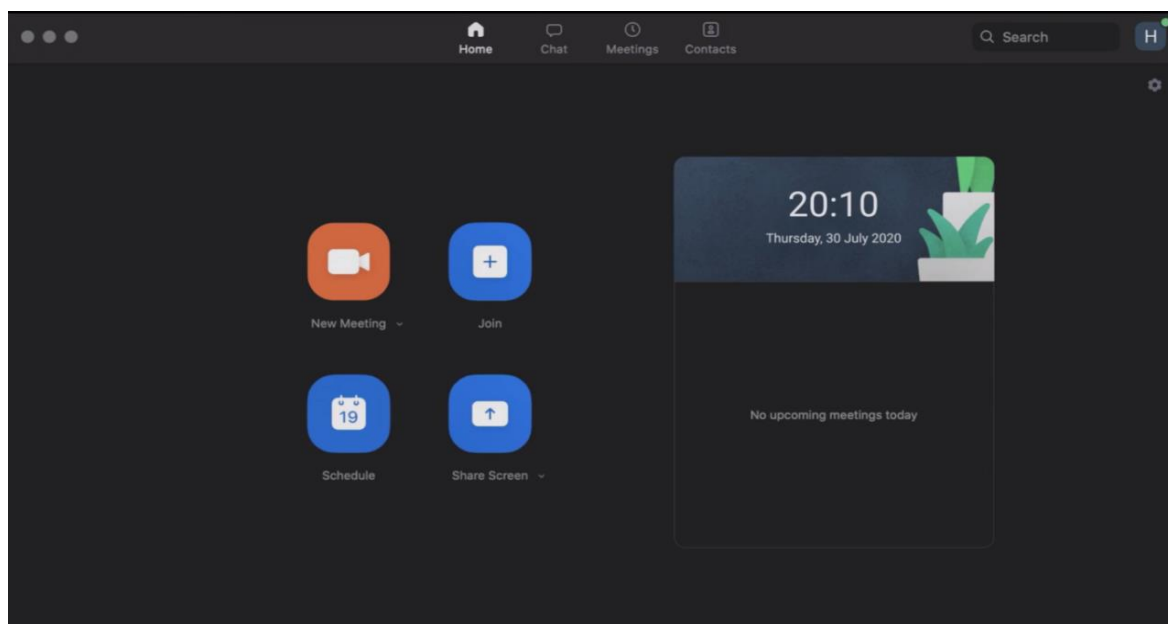 Home Chat Meetings Contacts
Search
H
20:10
Thursday, 30 July 2020
New Meeting Join
19
Schedule Share Screen
No upcoming meetings today